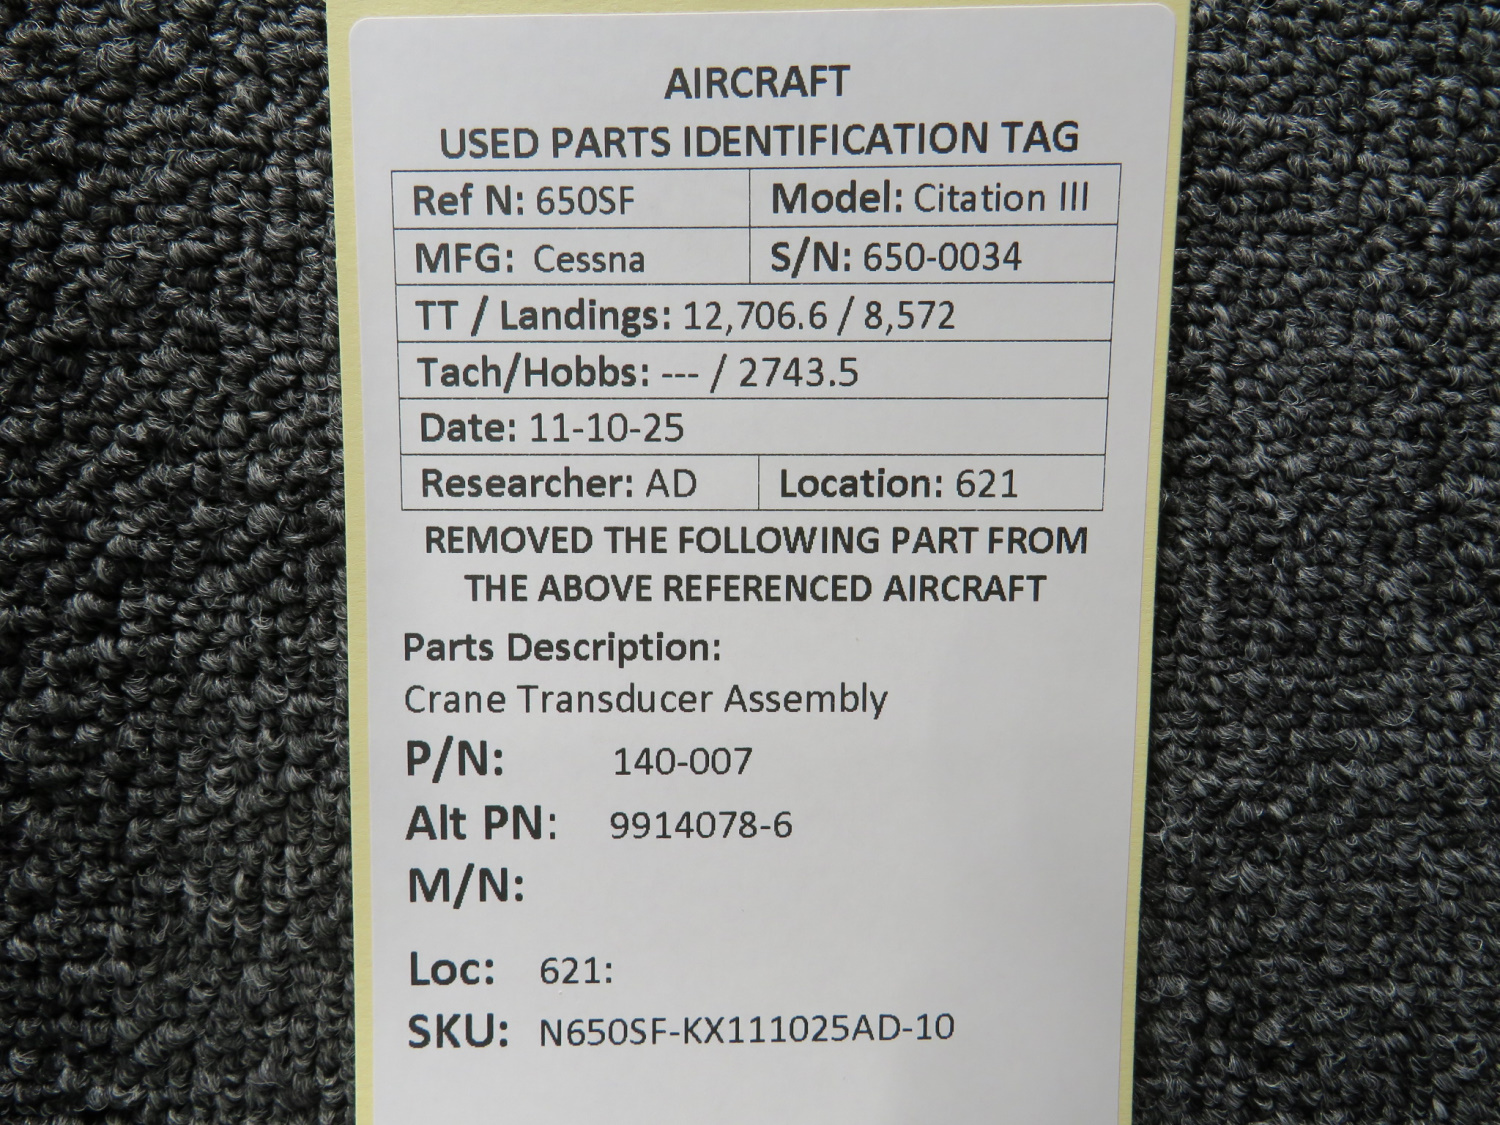 AIRCRAFT
USED PARTS IDENTIFICATION TAG
Ref N: 650SF Model: Citation III
MFG: Cessna S/N: 650-0034
TT / Landings: 12,706.6 / 8,572
Tach/Hobbs: --- / 2743.5
Date: 11-10-25
Researcher: AD Location: 621
REMOVED THE FOLLOWING PART FROM
THE ABOVE REFERENCED AIRCRAFT
Parts Description:
Crane Transducer Assembly
P/N: 140-007
Alt PN: 9914078-6
M/N:
Loc: 621:
SKU: N650SF-KX111025AD-10